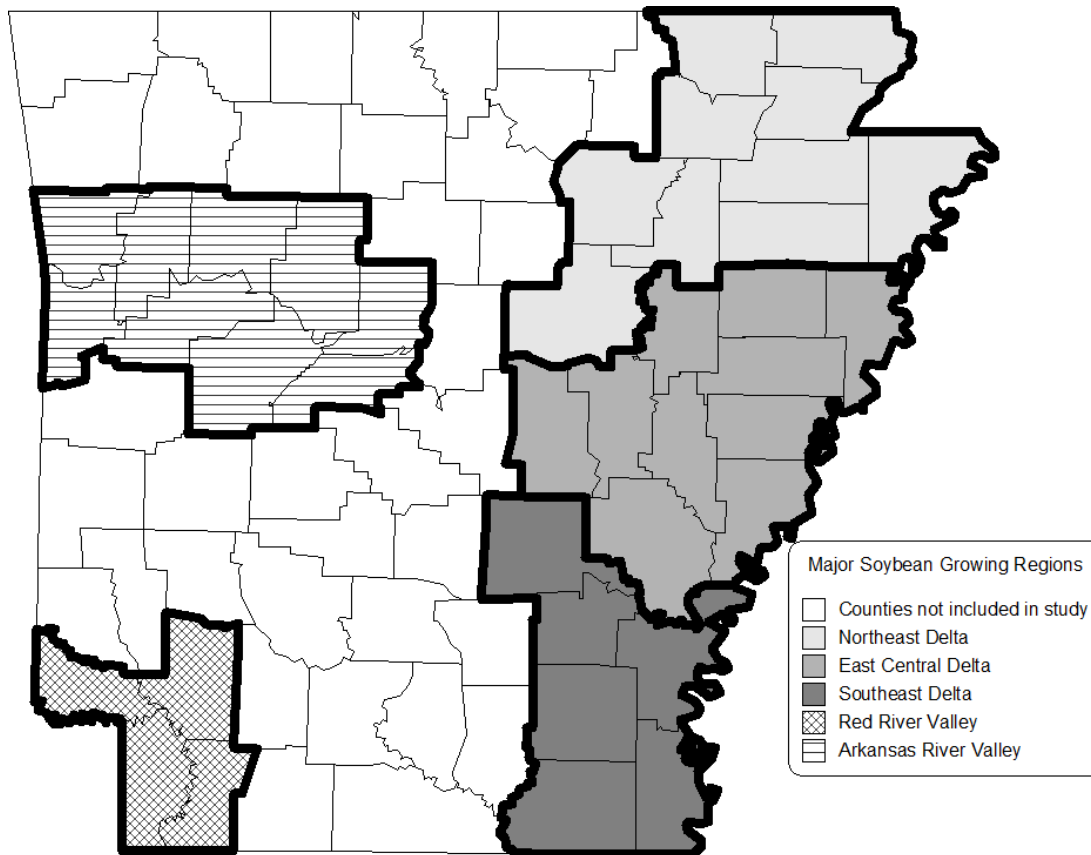 Major Soybean Growing Regions
Counties not included in study
Northeast Delta
East Central Delta
Southeast Delta
Red River Valley
Arkansas River Valley